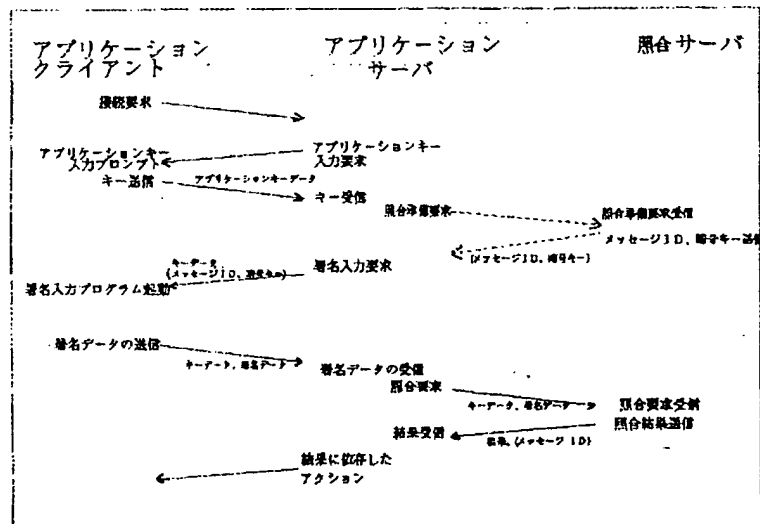 アプリケーション
クライアント
アプリケーション
サーバ
照合サーバ
接続要求
アプリケーションキー
入力プロンプト
アプリケーションキー
入力要求
キー送信
アプリケーションキーデータ
キー受信
照合準備要求
照合準備要求受信
メッセージID、暗号キー送信
(メッセージID、暗号キー)
キーデータ
(メッセージID、暗号キー)
署名入力要求
署名入力プログラム起動
署名データの送信
キーデータ、署名データ
署名データの受信
照合要求
キーデータ、署名データ
照合要求受信
照合結果送信
結果受信
結果、(メッセージ ID)
結果に依存した
アクション